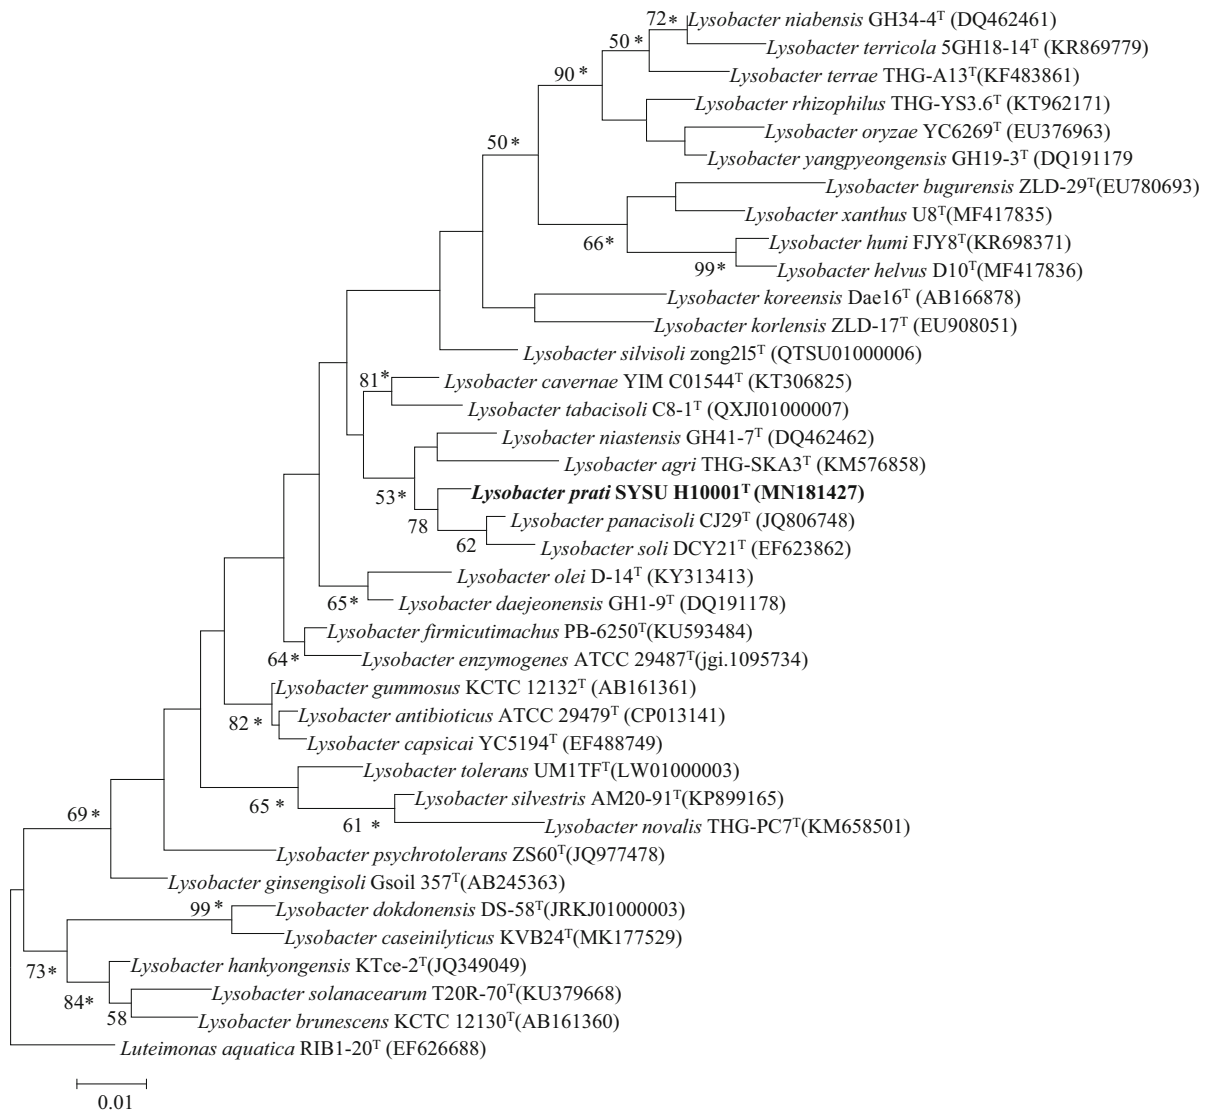 72* Lysobacter niabensis GH34-4ᵀ (DQ462461)
50* Lysobacter terricola 5GH18-14ᵀ (KR869779)
90* Lysobacter terrae THG-A13ᵀ(KF483861)
Lysobacter rhizophilus THG-YS3.6ᵀ (KT962171)
Lysobacter oryzae YC6269ᵀ (EU376963)
50* Lysobacter yangpyeongensis GH19-3ᵀ (DQ191179
Lysobacter bugurensis ZLD-29ᵀ(EU780693)
Lysobacter xanthus U8ᵀ(MF417835)
66* Lysobacter humi FJY8ᵀ(KR698371)
99* Lysobacter helvus D10ᵀ(MF417836)
Lysobacter koreensis Dae16ᵀ (AB166878)
Lysobacter korlensis ZLD-17ᵀ (EU908051)
Lysobacter silvisoli zong2l5ᵀ (QTSU01000006)
81* Lysobacter cavernae YIM C01544ᵀ (KT306825)
Lysobacter tabacisoli C8-1ᵀ (QXJI01000007)
Lysobacter niastensis GH41-7ᵀ (DQ462462)
Lysobacter agri THG-SKA3ᵀ (KM576858)
53* Lysobacter prati SYSU H10001ᵀ (MN181427)
78 Lysobacter panacisoli CJ29ᵀ (JQ806748)
62 Lysobacter soli DCY21ᵀ (EF623862)
Lysobacter olei D-14ᵀ (KY313413)
65* Lysobacter daejeonensis GH1-9ᵀ (DQ191178)
Lysobacter firmicutimachus PB-6250ᵀ(KU593484)
64* Lysobacter enzymogenes ATCC 29487ᵀ(jgi.1095734)
Lysobacter gummosus KCTC 12132ᵀ (AB161361)
82* Lysobacter antibioticus ATCC 29479ᵀ (CP013141)
Lysobacter capsicai YC5194ᵀ (EF488749)
Lysobacter tolerans UM1TFᵀ(LW01000003)
65* Lysobacter silvestris AM20-91ᵀ(KP899165)
69* 61* Lysobacter novalis THG-PC7ᵀ(KM658501)
Lysobacter psychrotolerans ZS60ᵀ(JQ977478)
Lysobacter ginsengisoli Gsoil 357ᵀ(AB245363)
99* Lysobacter dokdonensis DS-58ᵀ(JRKJ01000003)
Lysobacter caseinilyticus KVB24ᵀ(MK177529)
73* Lysobacter hankyongensis KTce-2ᵀ(JQ349049)
84* Lysobacter solanacearum T20R-70ᵀ(KU379668)
58 Lysobacter brunescens KCTC 12130ᵀ(AB161360)
Luteimonas aquatica RIB1-20ᵀ (EF626688)
0.01